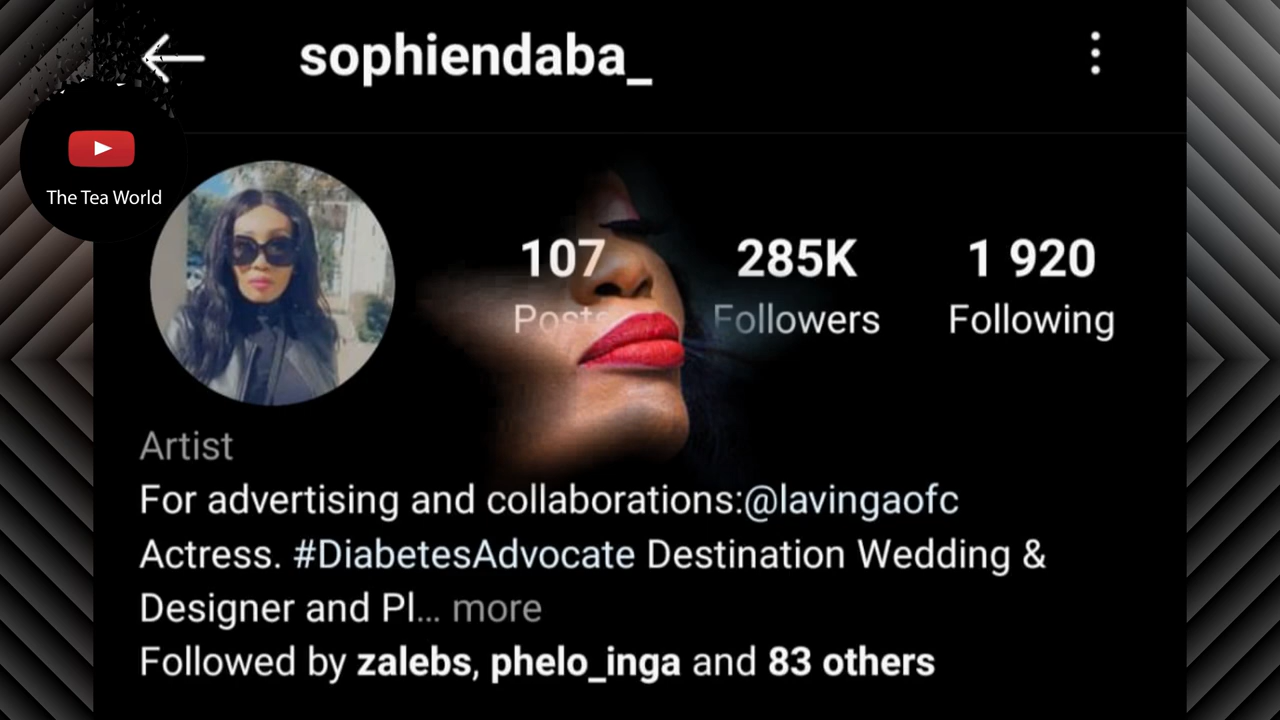 sophiendaba_
The Tea World
107 285K 1 920
Posts Followers Following
Artist
For advertising and collaborations:@lavingaofc
Actress. #DiabetesAdvocate Destination Wedding &
Designer and Pl... more
Followed by zalebs, phelo_inga and 83 others